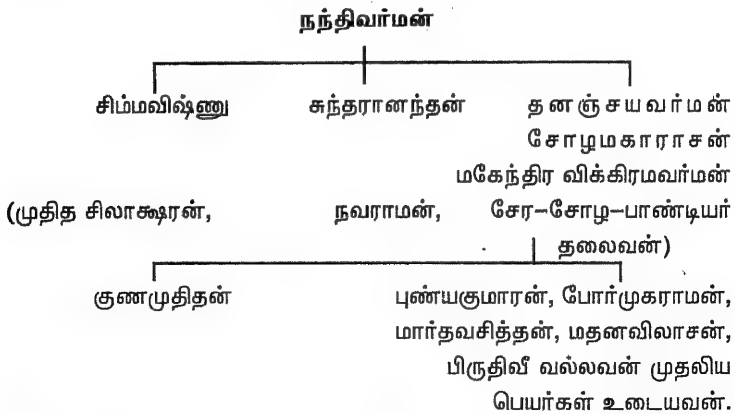 நந்திவர்மன்
சிம்மவிஷ்ணு சுந்தரானந்தன் தனஞ்சயவர்மன்
சோழமகாராசன்
மகேந்திர விக்கிரமவர்மன்
(முதித சிலாக்ஷரன், நவராமன், சேர-சோழ-பாண்டியர்
தலைவன்)
குணமுதிதன் புண்யகுமாரன், போர்முகராமன்,
மார்தவசித்தன், மதனவிலாசன்,
பிருதிவீ வல்லவன் முதலிய
பெயர்கள் உடையவன்.